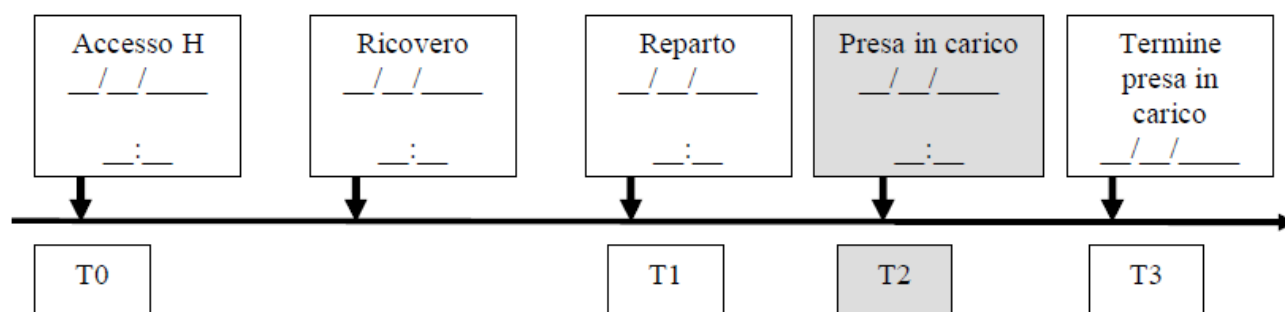 Accesso H
__/__/____
__:__
Ricovero
__/__/____
__:__
Reparto
__/__/____
__:__
Presa in carico
__/__/____
__:__
Termine
presa in
carico
__/__/____
T0
T1
T2
T3